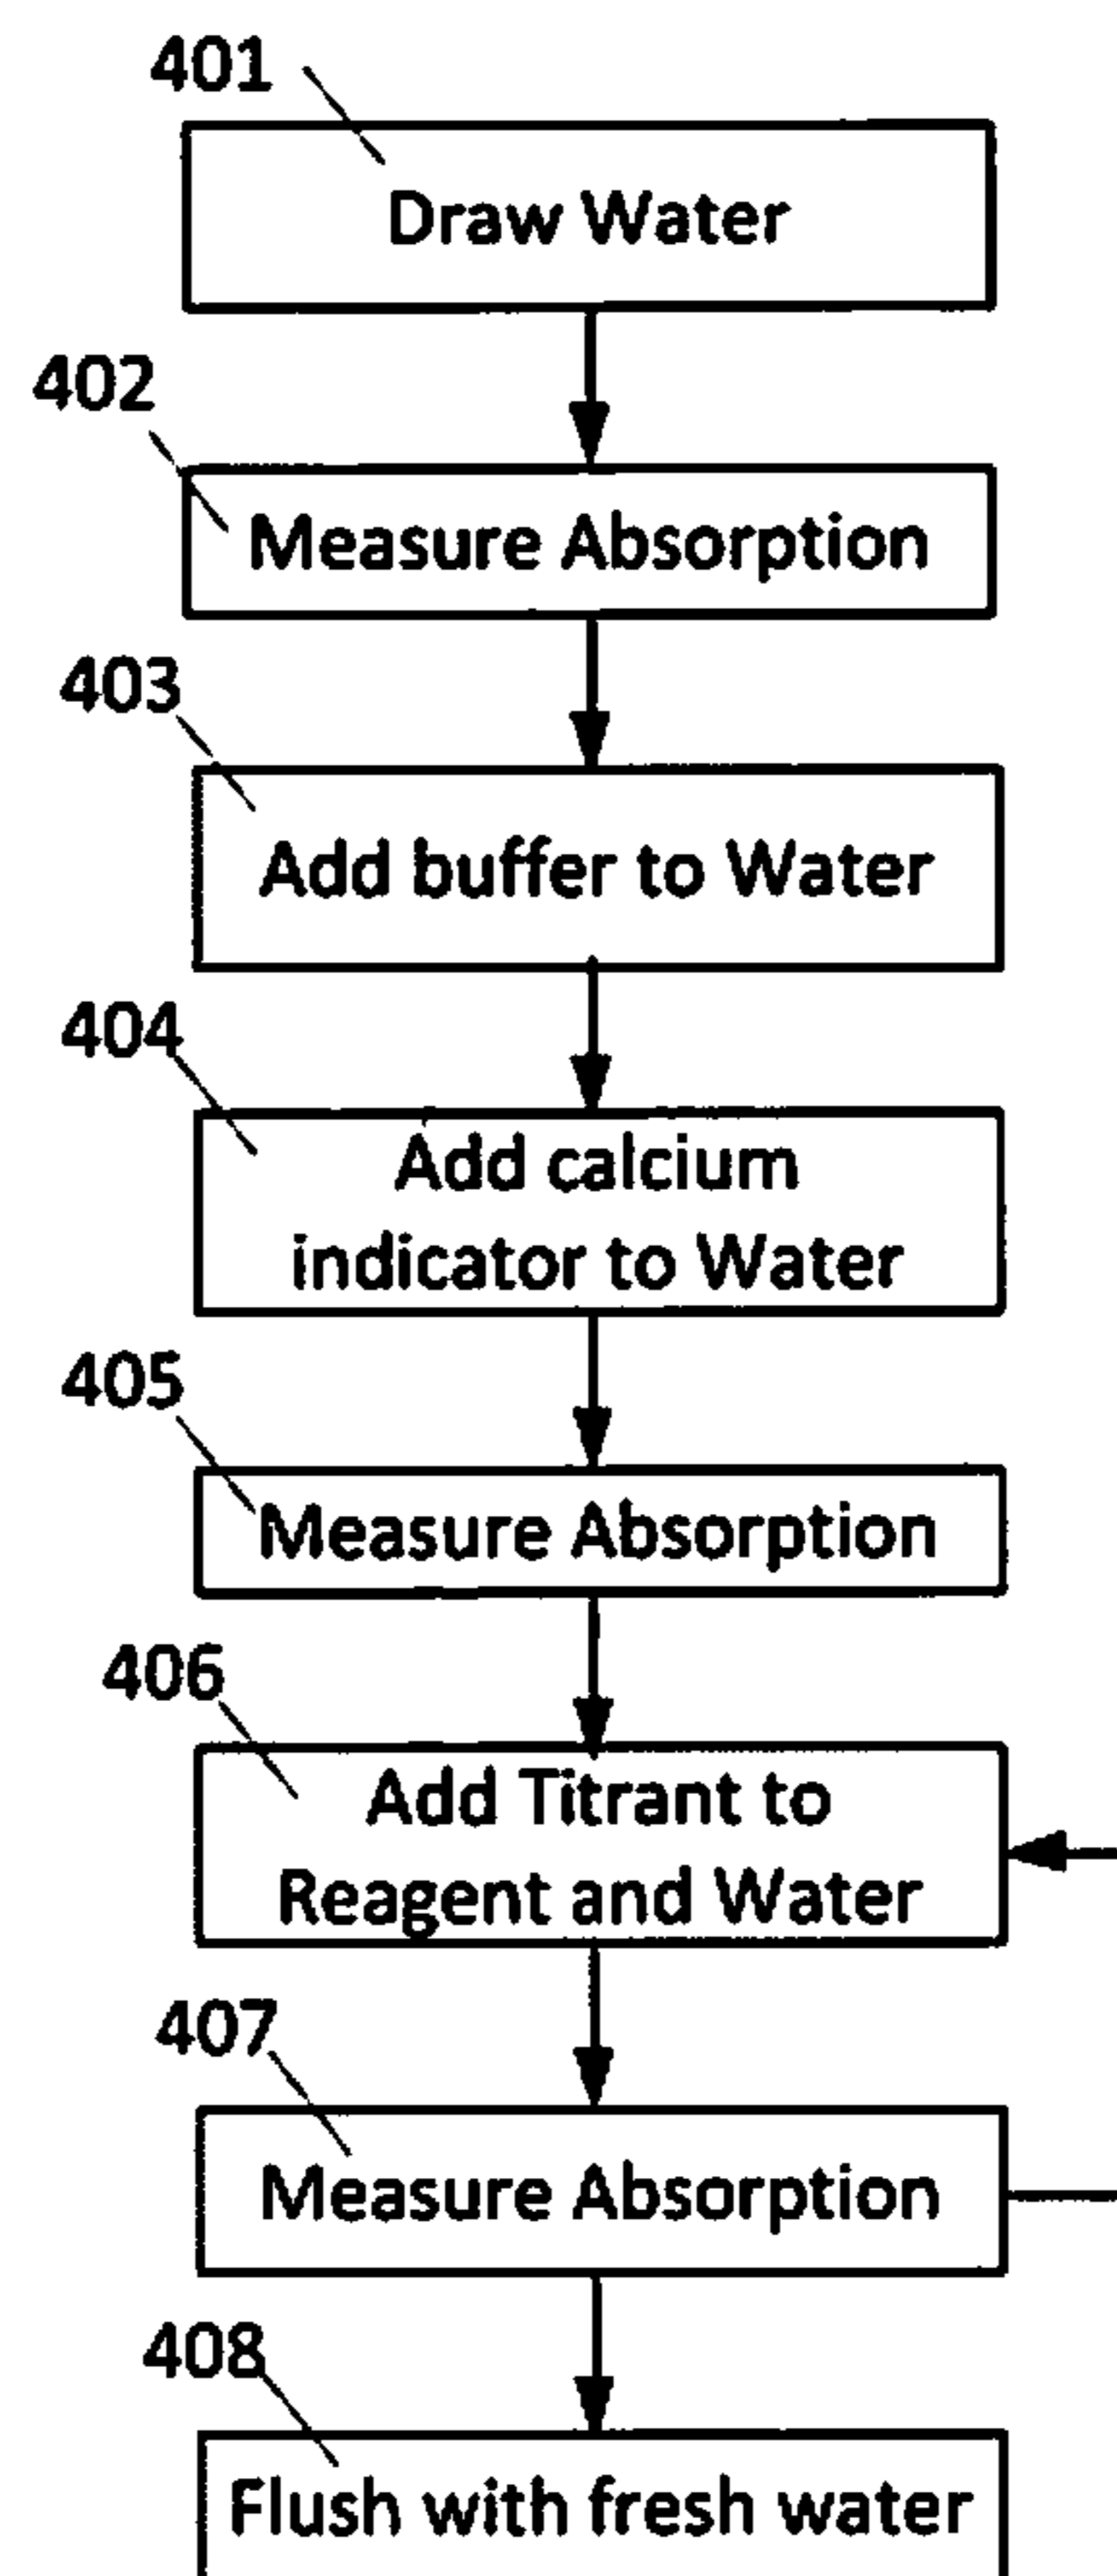 401
Draw Water
402
Measure Absorption
403
Add buffer to Water
404
Add calcium
indicator to Water
405
Measure Absorption
406
Add Titrant to
Reagent and Water
407
Measure Absorption
408
Flush with fresh water